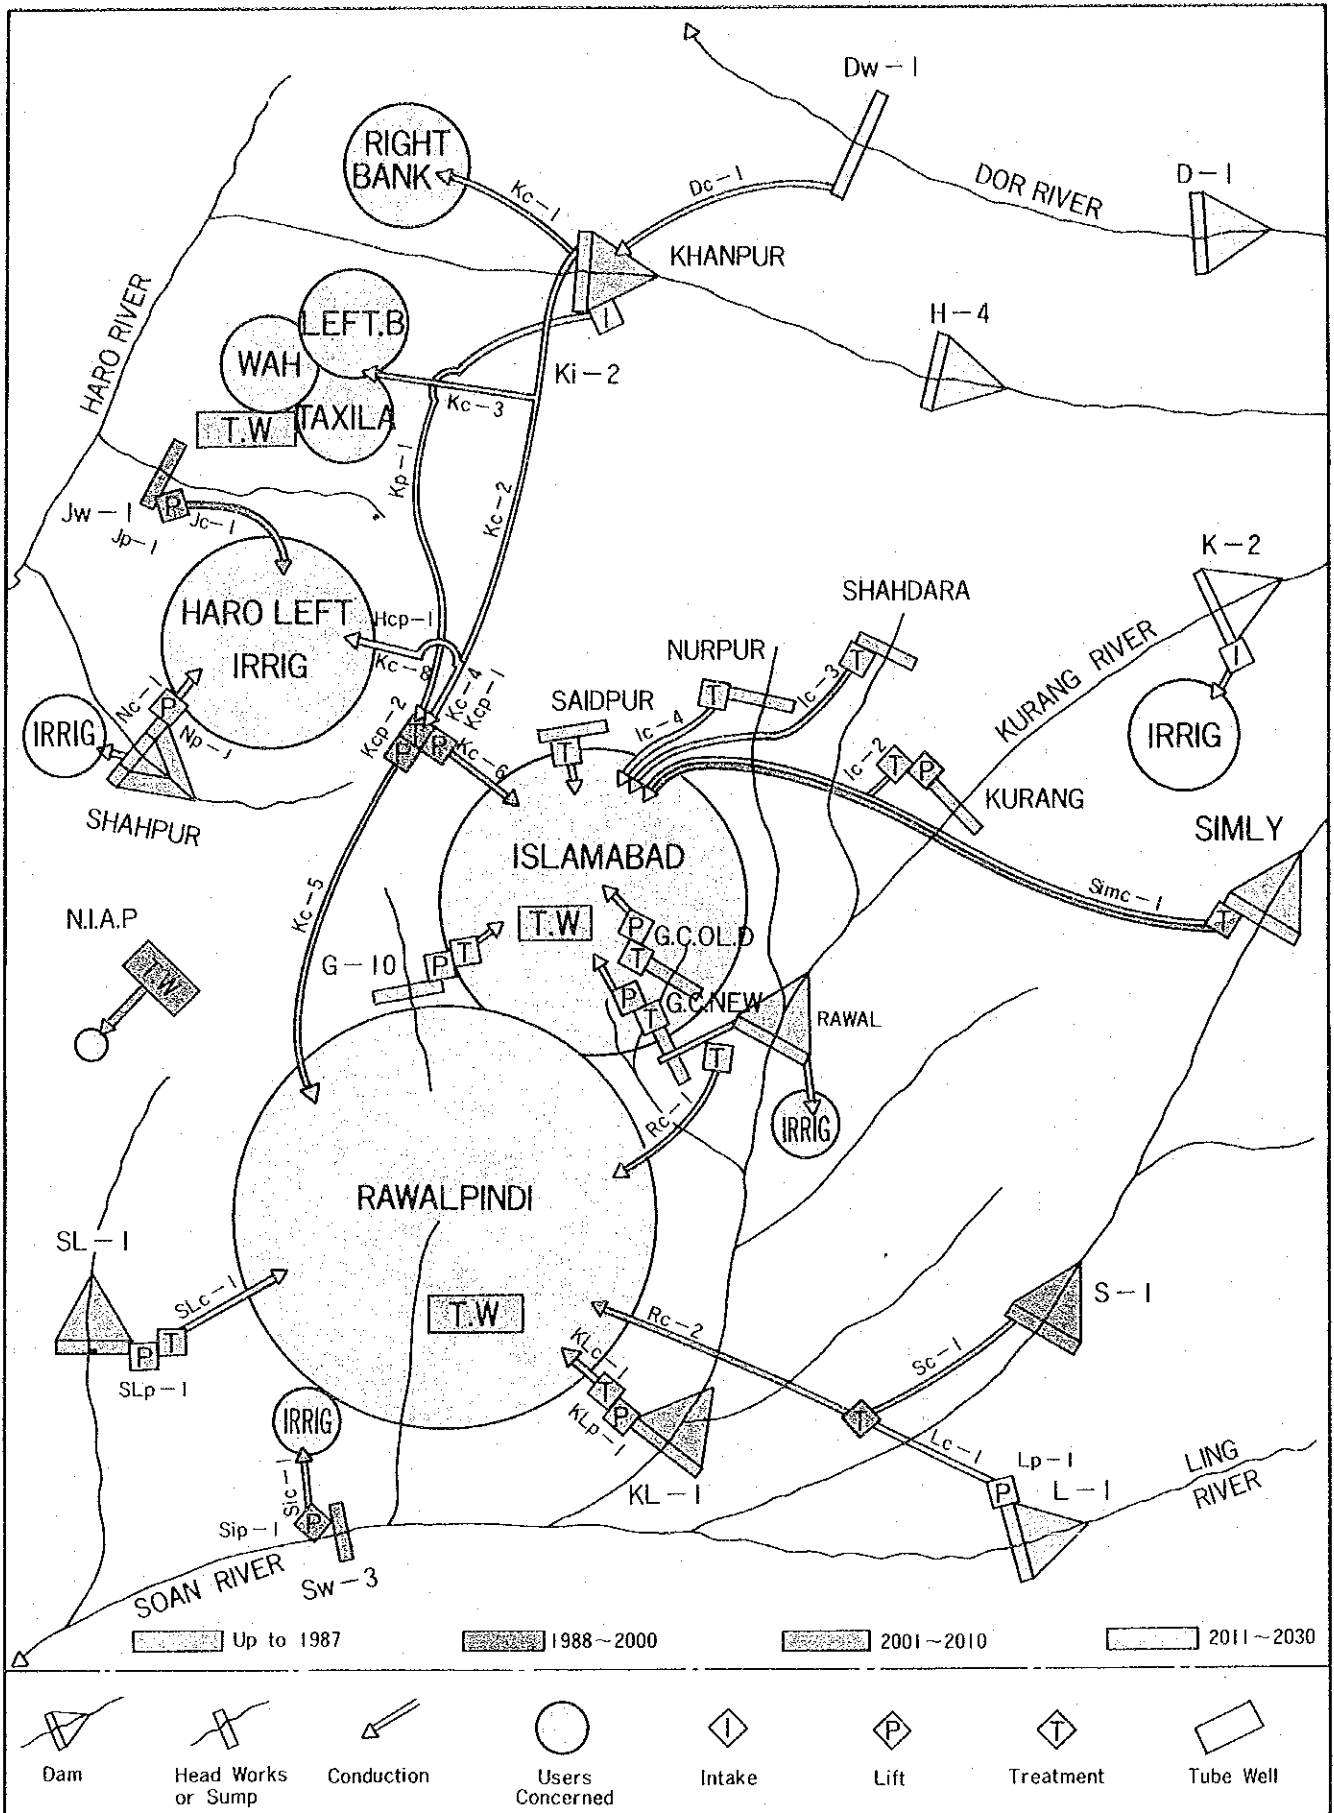 Dw-1
RIGHT
BANK
Kc-1
Dc-1
DOR RIVER
D-1
KHANPUR
I
HARO RIVER
LEFT.B
WAH
TAXILA
T.W
H-4
Ki-2
Kc-3
Kp-1
Kc-2
Jw-1
P
Jc-1
Jp-1
K-2
I
IRRIG
SHAHDARA
T
HARO LEFT
IRRIG
Hcp-1
Kc-8
Kc-4
Kcp-1
NURPUR
T
Ic-3
Ic-4
KURANG RIVER
SAIDPUR
T
Nc-1
P
Np-1
IRRIG
SHAHPUR
Kcp-2
T
P
P
Kc-6
Ic-2
T
P
KURANG
SIMLY
Simc-1
T
ISLAMABAD
T.W
P
G.C.OL.D
T
Kc-5
N.I.A.P
T.W
G-10
P
T
P
G.C.NEW
T
RAWAL
T
IRRIG
Rc-1
RAWALPINDI
T.W
SL-1
SLc-1
P
T
SLp-1
Rc-2
S-1
Sc-1
KLc-1
T
P
KLp-1
KL-1
T
Lc-1
Lp-1
P
L-1
LING
RIVER
IRRIG
Sic-1
P
Sip-1
Sw-3
SOAN RIVER
Up to 1987
1988~2000
2001~2010
2011~2030
I
P
T
Dam
Head Works
or Sump
Conduction
Users
Concerned
Intake
Lift
Treatment
Tube Well